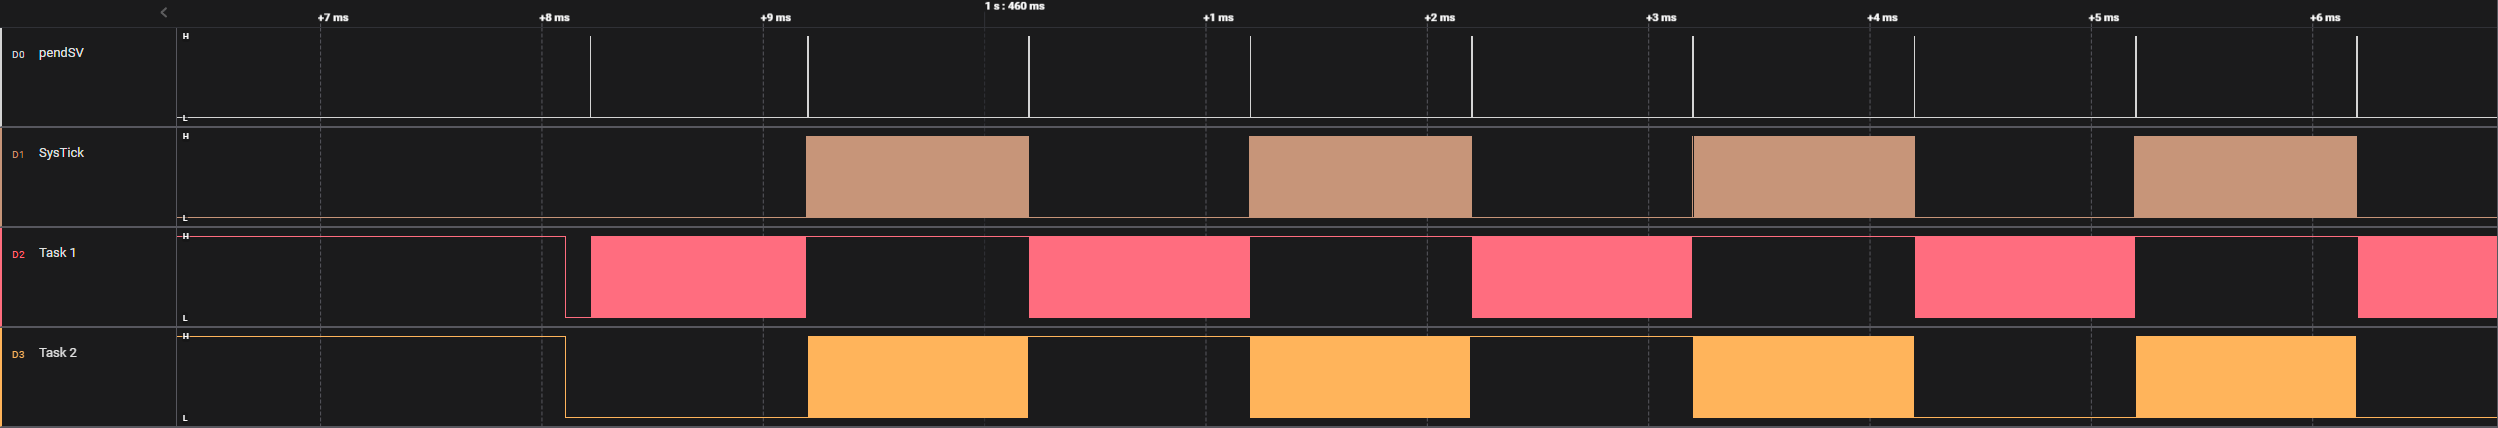 1 s : 460 ms
+7 ms +8 ms +9 ms +1 ms +2 ms +3 ms +4 ms +5 ms +6 ms
H
D0 pendSV
L
H
D1 SysTick
L
H
D2 Task 1
L
H
D3 Task 2
L